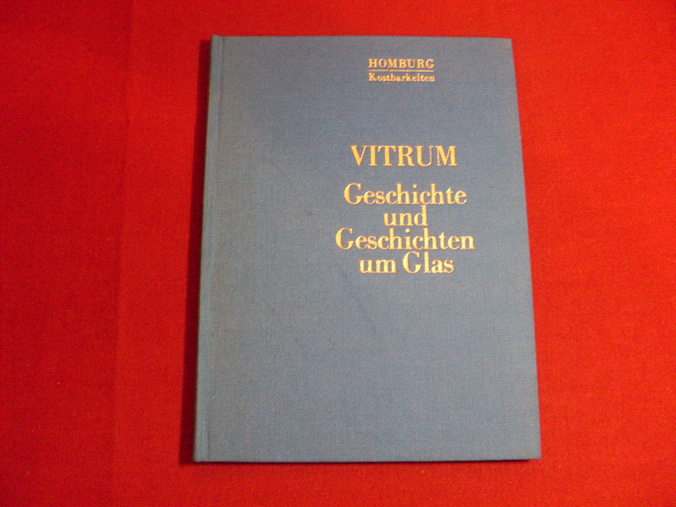 HOMBURG
Kostbarkeiten
VITRUM
Geschichte
und
Geschichten
um Glas